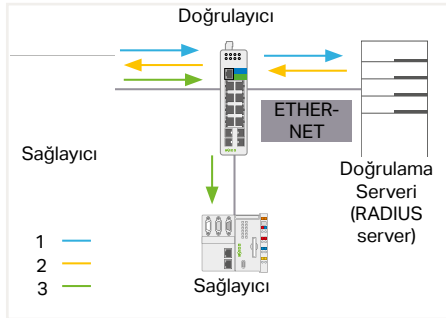 Doğrulayıcı
ETHER-
NET
Sağlayıcı
Doğrulama
Serveri
(RADIUS
server)
1
2
3
Sağlayıcı